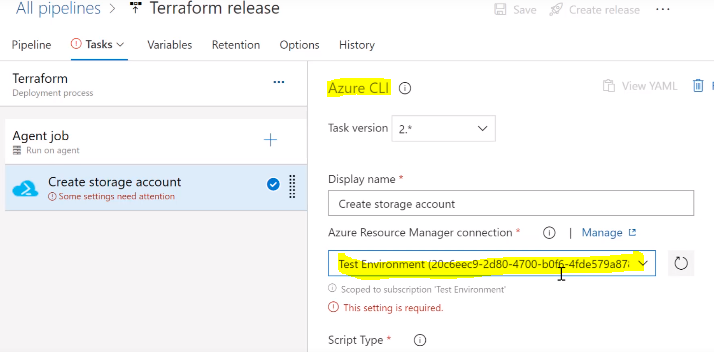 All pipelines > Terraform release
Save Create release ...
Pipeline Tasks Variables Retention Options History
Terraform
Deployment process
...
Agent job
Run on agent
+
Create storage account
Some settings need attention
Azure CLI
View YAML
Task version 2.*
Display name *
Create storage account
Azure Resource Manager connection * | Manage
Test Environment (20c6eec9-2d80-4700-b0f6-4fde579a87
Scoped to subscription 'Test Environment'
This setting is required.
Script Type *